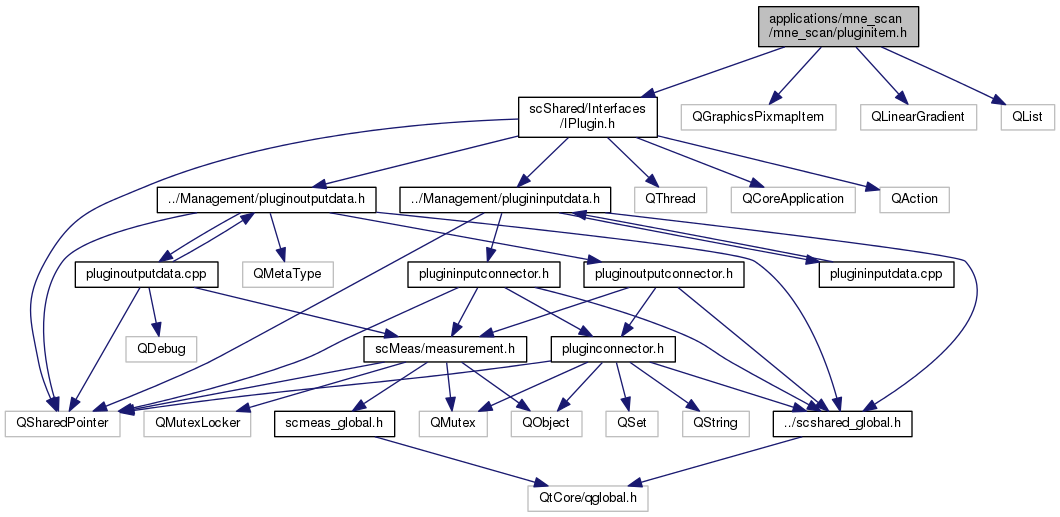 applications/mne_scan
/mne_scan/pluginitem.h
scShared/Interfaces
/IPlugin.h
QGraphicsPixmapItem
QLinearGradient
QList
../Management/pluginoutputdata.h
../Management/plugininputdata.h
QThread
QCoreApplication
QAction
pluginoutputdata.cpp
QMetaType
plugininputconnector.h
pluginoutputconnector.h
plugininputdata.cpp
QDebug
scMeas/measurement.h
pluginconnector.h
QSharedPointer
QMutexLocker
scmeas_global.h
QMutex
QObject
QSet
QString
../scshared_global.h
QtCore/qglobal.h